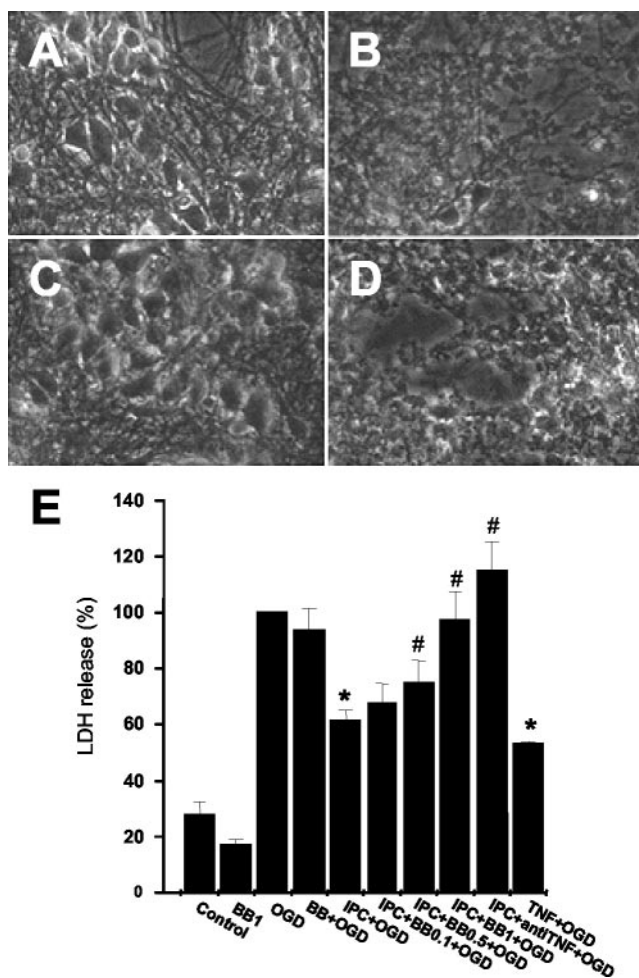 A
B
C
D
E
LDH release (%)
140
120
100
80
60
40
20
0
*
#
#
#
*
Control
BB1
OGD
BB+OGD
IPC+OGD
IPC+BB0.1+OGD
IPC+BB0.5+OGD
IPC+BB1+OGD
IPC+antiTNF+OGD
TNF+OGD